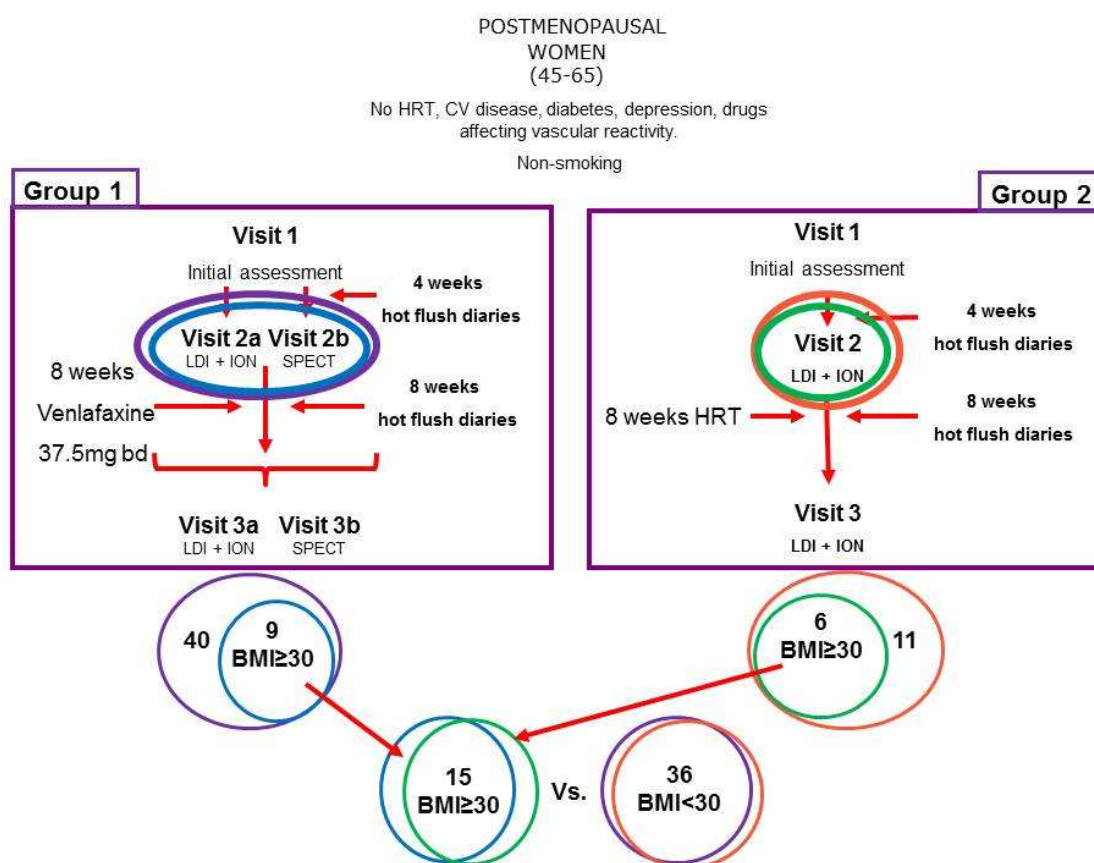 POSTMENOPAUSAL
WOMEN
(45-65)
No HRT, CV disease, diabetes, depression, drugs
affecting vascular reactivity.
Non-smoking
Group 1
Visit 1
Initial assessment
4 weeks
hot flush diaries
Visit 2a Visit 2b
LDI + ION SPECT
8 weeks
Venlafaxine
37.5mg bd
8 weeks
hot flush diaries
Visit 3a Visit 3b
LDI + ION SPECT
Group 2
Visit 1
Initial assessment
4 weeks
hot flush diaries
Visit 2
LDI + ION
8 weeks HRT
8 weeks
hot flush diaries
Visit 3
LDI + ION
40
9
BMI≥30
6
BMI≥30
11
15
BMI≥30
Vs.
36
BMI<30